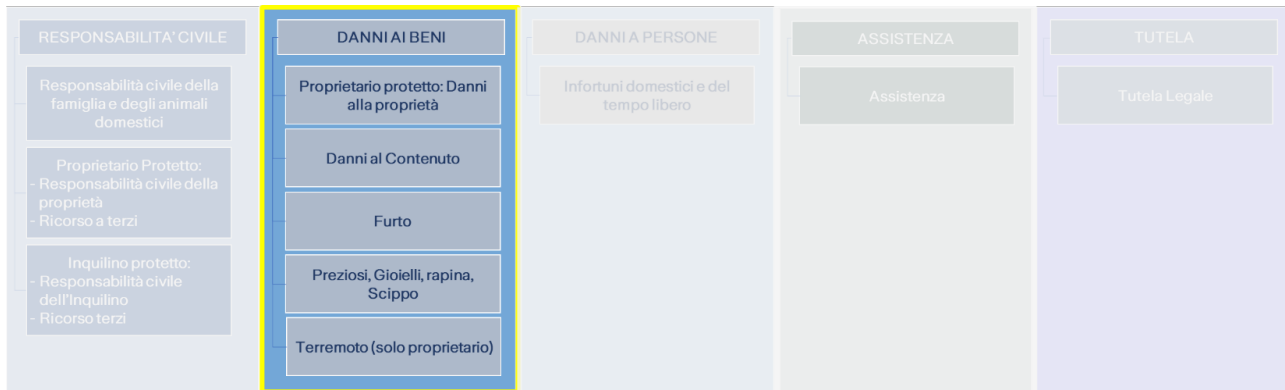 RESPONSABILITA' CIVILE
Responsabilità civile della
famiglia e degli animali
domestici
Proprietario Protetto:
- Responsabilità civile della
proprietà
- Ricorso a terzi
Inquilino protetto:
- Responsabilità civile
dell'Inquilino
- Ricorso terzi
DANNI AI BENI
Proprietario protetto: Danni
alla proprietà
Danni al Contenuto
Furto
Preziosi, Gioielli, rapina,
Scippo
Terremoto (solo proprietario)
DANNI A PERSONE
Infortuni domestici e del
tempo libero
ASSISTENZA
Assistenza
TUTELA
Tutela Legale